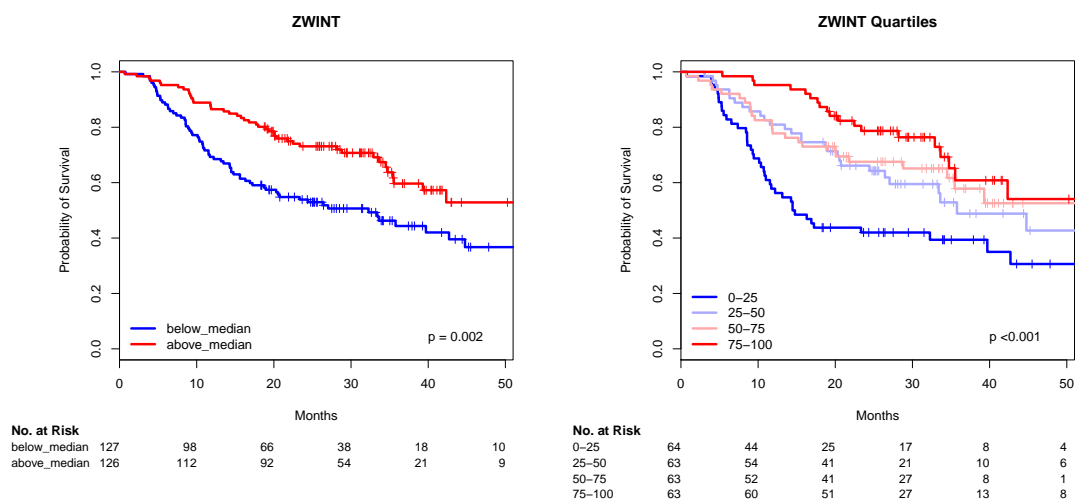 ZWINT
Probability of Survival
1.0
0.8
0.6
0.4
0.2
0.0
below_median
above_median
p = 0.002
0 10 20 30 40 50
Months
No. at Risk
below_median 127 98 66 38 18 10
above_median 126 112 92 54 21 9
ZWINT Quartiles
Probability of Survival
1.0
0.8
0.6
0.4
0.2
0.0
0−25
25−50
50−75
75−100
p <0.001
0 10 20 30 40 50
Months
No. at Risk
0−25 64 44 25 17 8 4
25−50 63 54 41 21 10 6
50−75 63 52 41 27 8 1
75−100 63 60 51 27 13 8